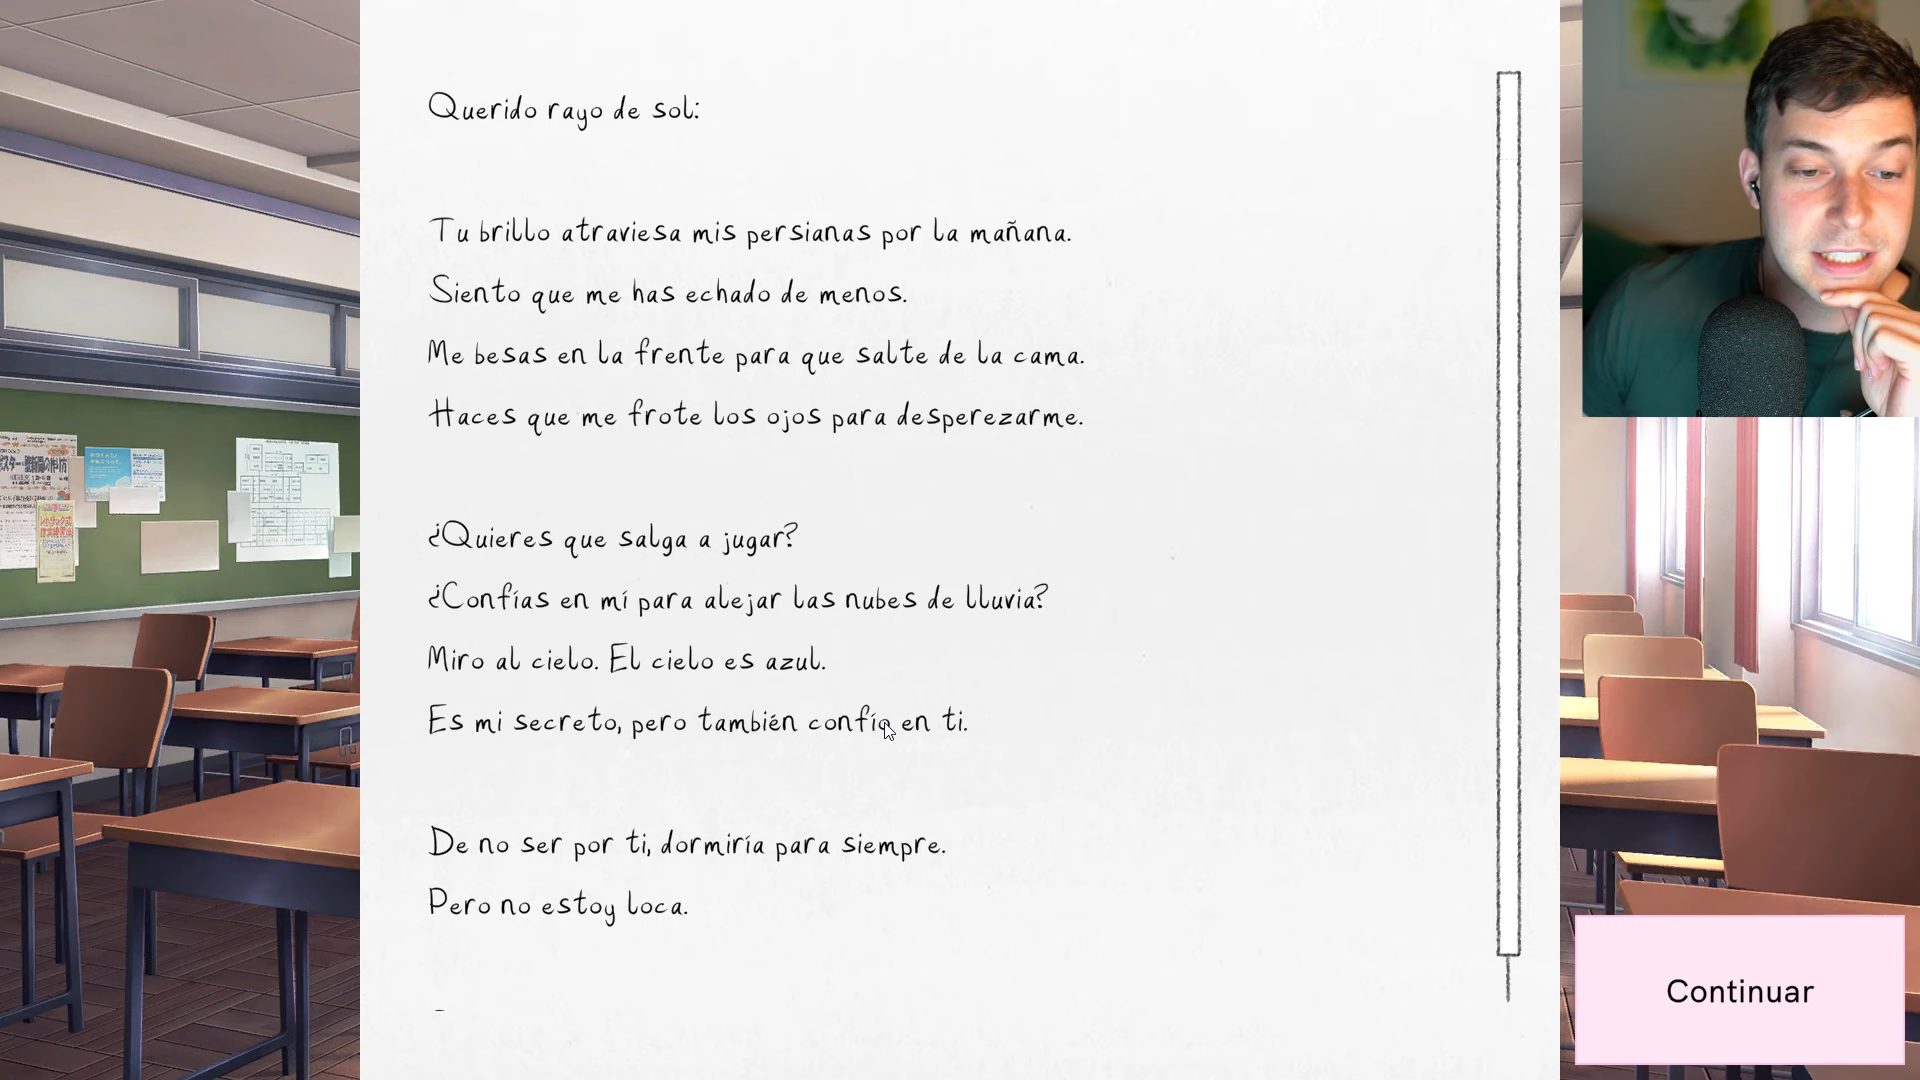 Querido rayo de sol:
Tu brillo atraviesa mis persianas por la mañana.
Siento que me has echado de menos.
Me besas en la frente para que salte de la cama.
Haces que me frote los ojos para desperezarme.
¿Quieres que salga a jugar?
¿Confías en mí para alejar las nubes de lluvia?
Miro al cielo. El cielo es azul.
Es mi secreto, pero también confío en ti.
De no ser por ti, dormiría para siempre.
Pero no estoy loca.
Continuar